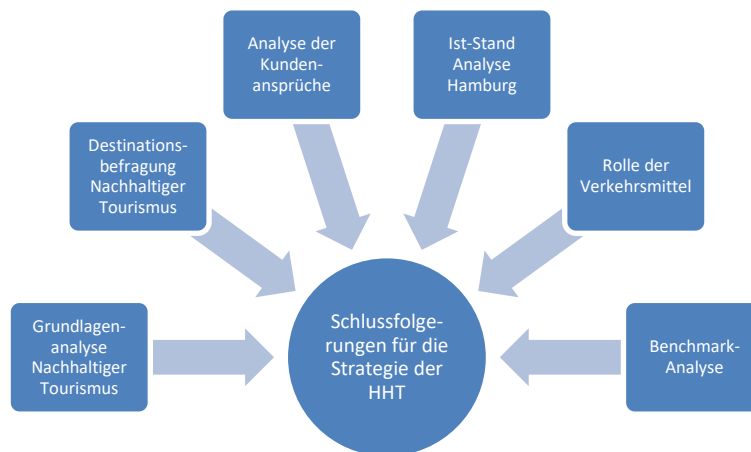 Analyse der
Kunden-
ansprüche
Ist-Stand
Analyse
Hamburg
Destinations-
befragung
Nachhaltiger
Tourismus
Rolle der
Verkehrsmittel
Grundlagen-
analyse
Nachhaltiger
Tourismus
Schlussfolge-
rungen für die
Strategie der
HHT
Benchmark-
Analyse